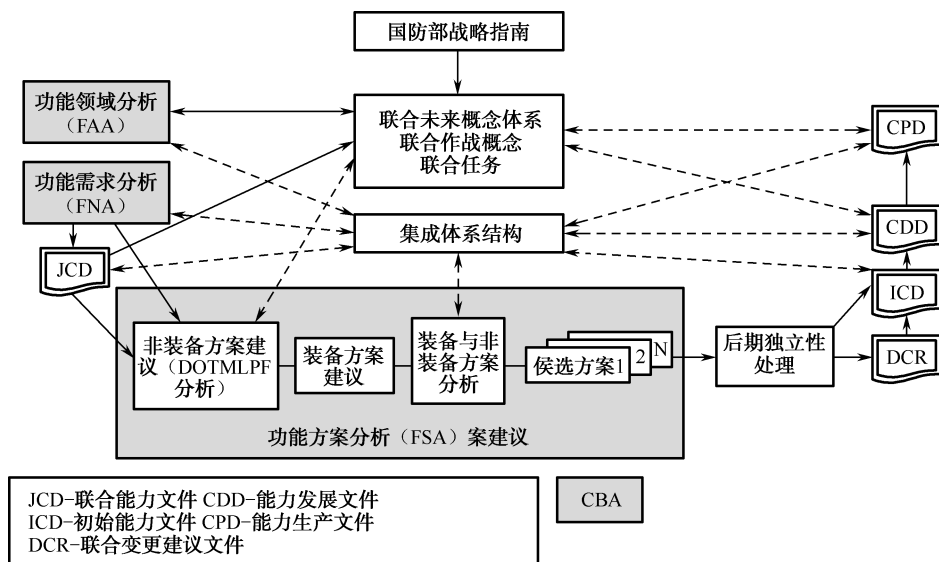 国防部战略指南
功能领域分析
（FAA）
联合未来概念体系
联合作战概念
联合任务
CPD
功能需求分析
（FNA）
集成体系结构
CDD
JCD
ICD
非装备方案建
议（DOTMLPF
分析）
装备方案
建议
装备与非
装备方案
分析
候选方案1
2
N
后期独立性
处理
DCR
功能方案分析（FSA）案建议
JCD-联合能力文件 CDD-能力发展文件
ICD-初始能力文件 CPD-能力生产文件
DCR-联合变更建议文件
CBA